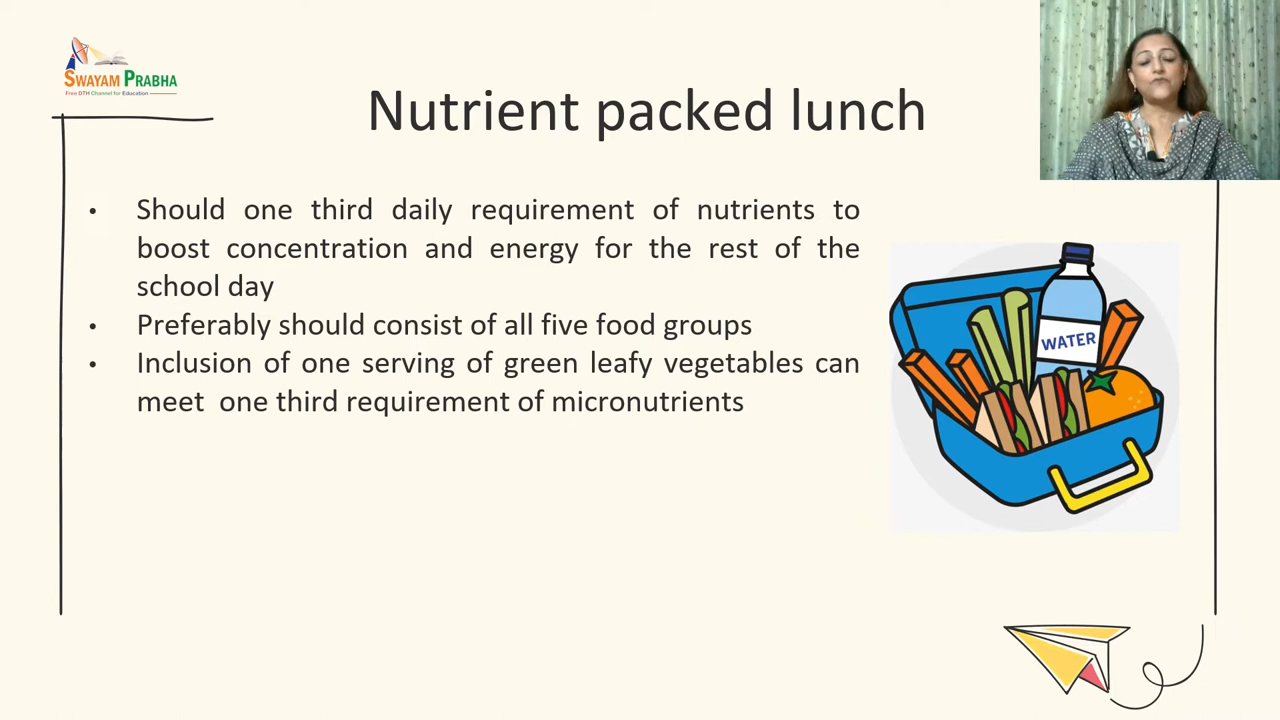 SWAYAM PRABHA
Free DTH Channel for Education
Nutrient packed lunch
• Should one third daily requirement of nutrients to
boost concentration and energy for the rest of the
school day
• Preferably should consist of all five food groups
• Inclusion of one serving of green leafy vegetables can
meet one third requirement of micronutrients
WATER